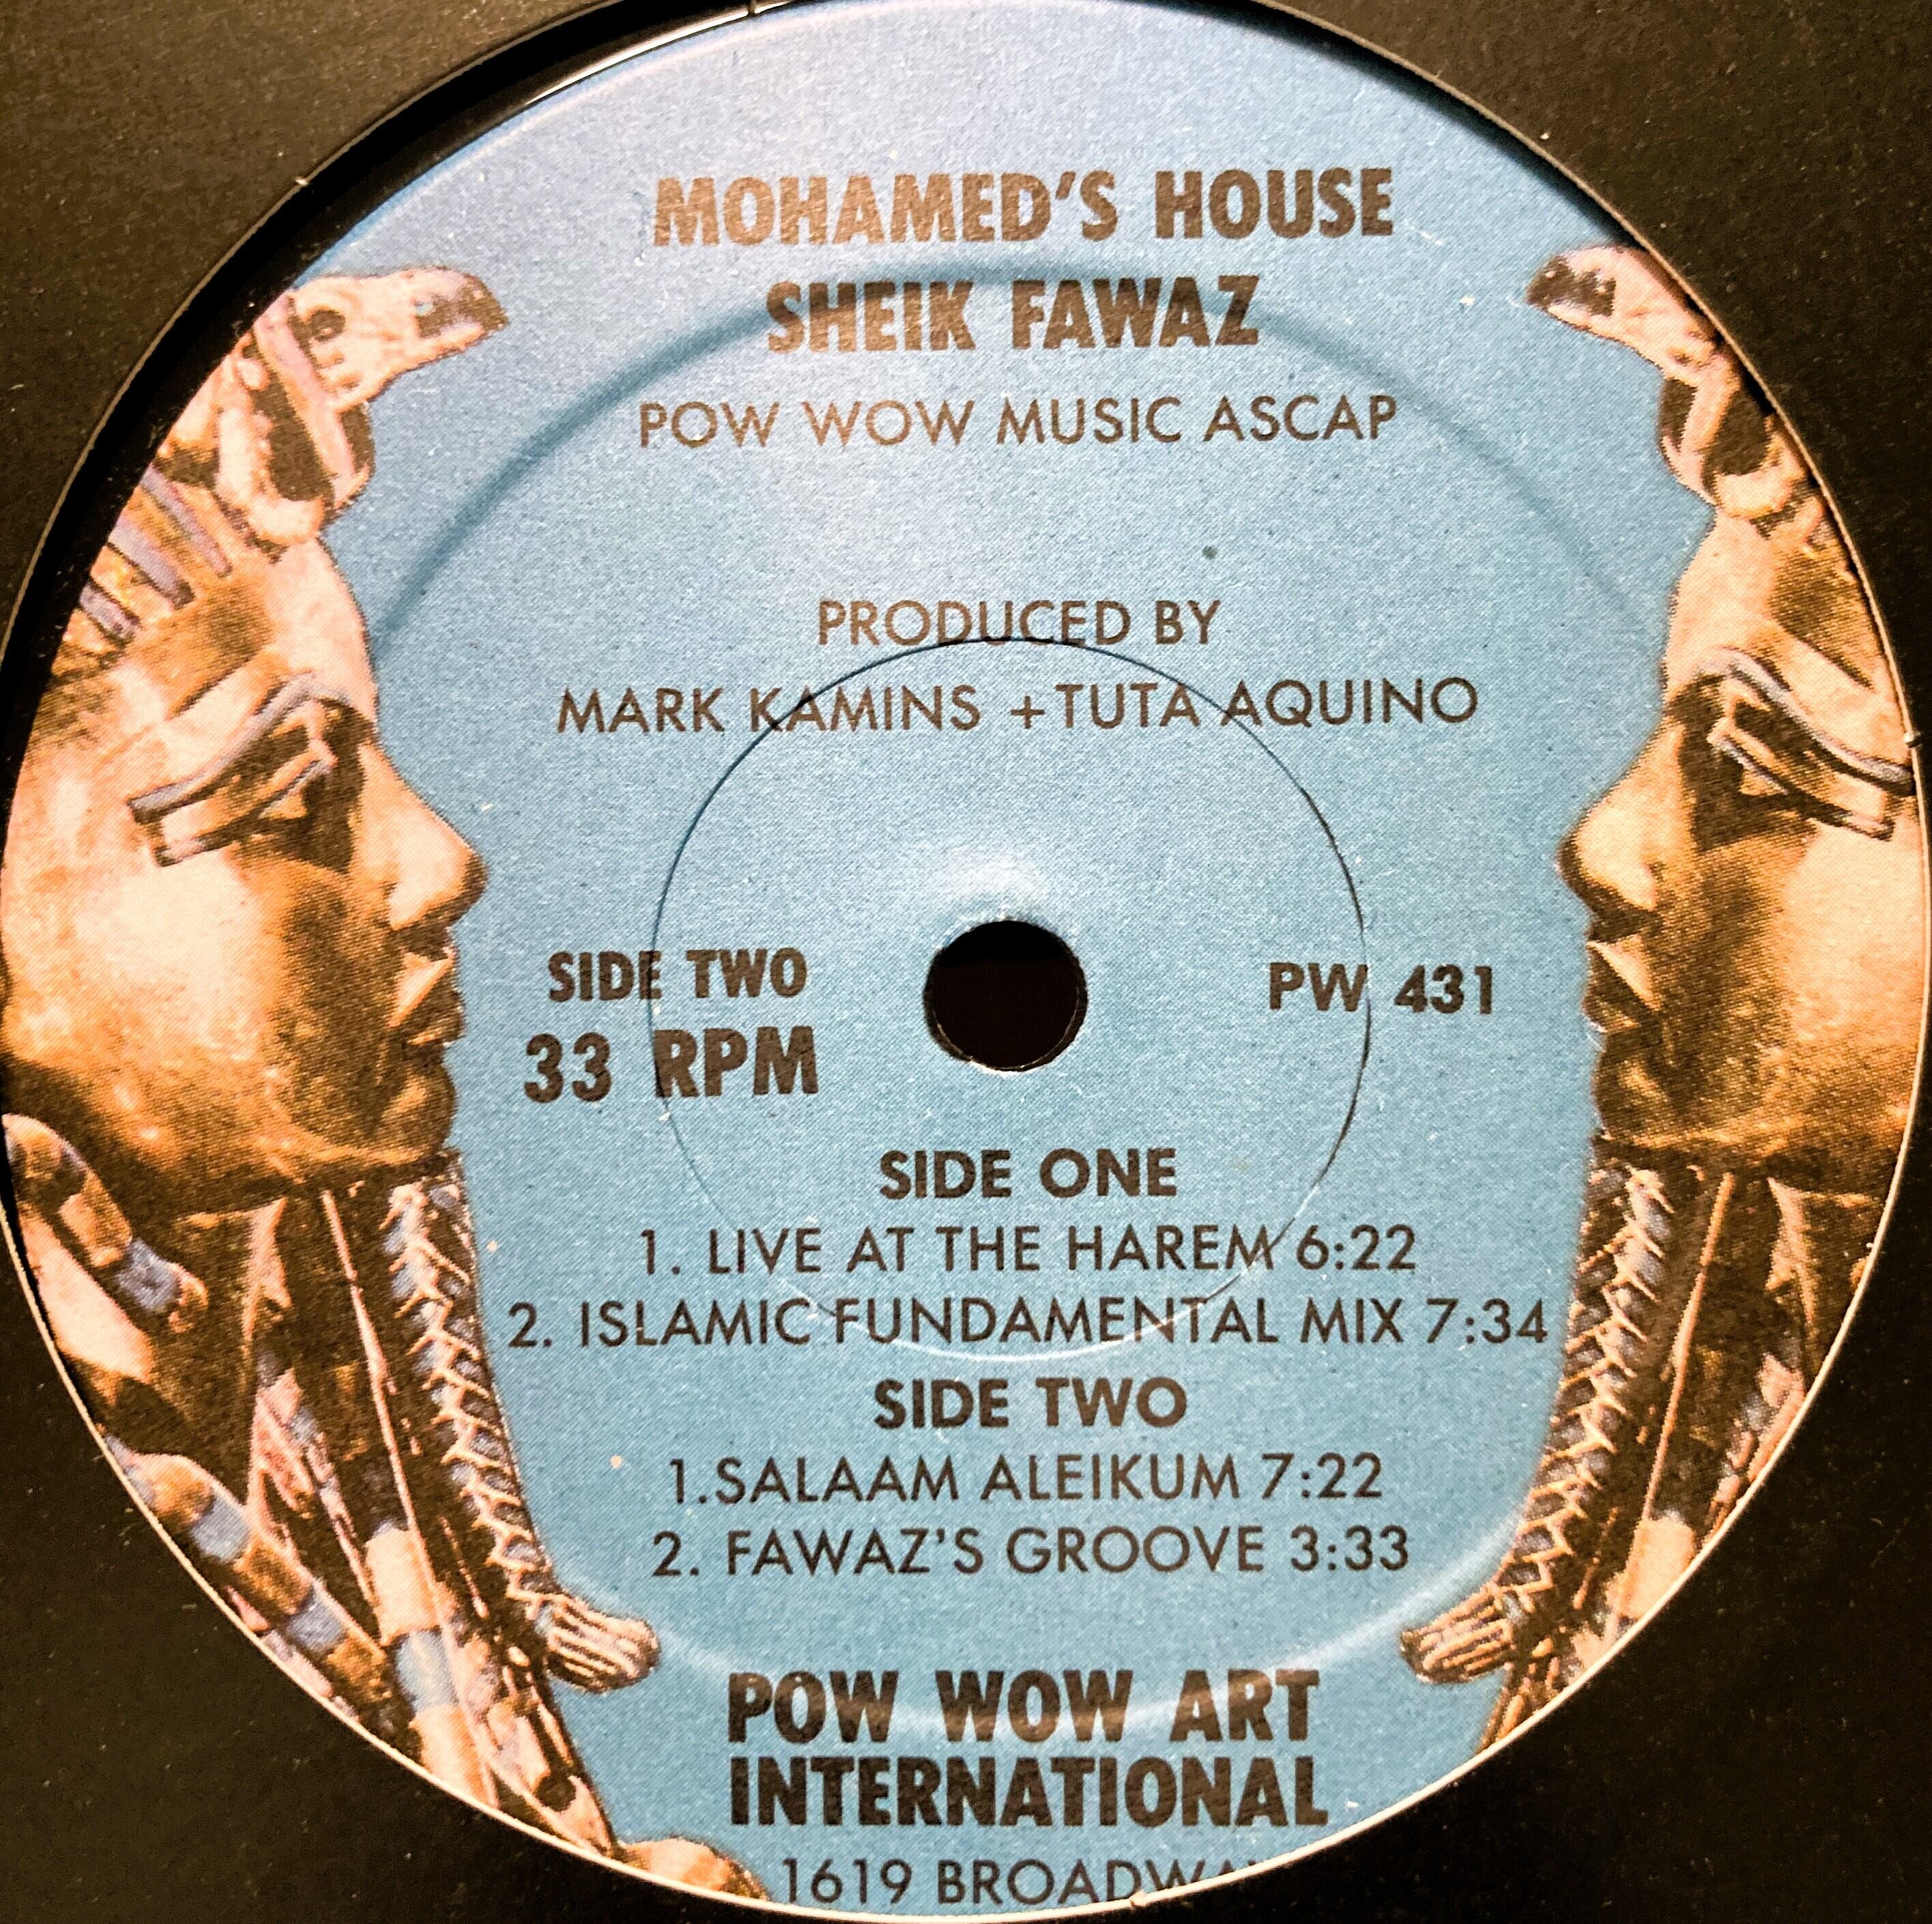 MOHAMED'S HOUSE
SHEIK FAWAZ
POW WOW MUSIC ASCAP
PRODUCED BY
MARK KAMINS + TUTA AQUINO
SIDE TWO
33 RPM
PW 431
SIDE ONE
1. LIVE AT THE HAREM 6:22
2. ISLAMIC FUNDAMENTAL MIX 7:34
SIDE TWO
1.SALAAM ALEIKUM 7:22
2. FAWAZ'S GROOVE 3:33
POW WOW ART
INTERNATIONAL
1619 BROADWAY